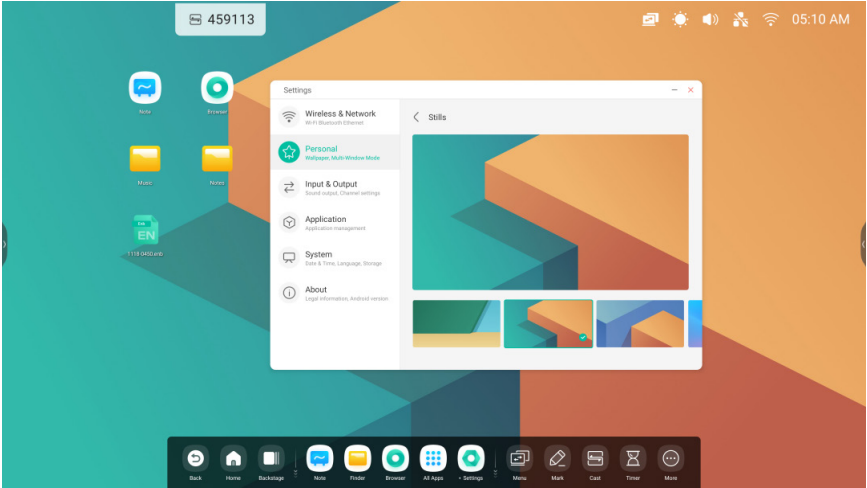 459113
05:10 AM
Note
Browser
Music
Notes
EN
1118-0450.enb
Settings
Wireless & Network
Wi-Fi Bluetooth Ethernet
Personal
Wallpaper, Multi-Window Mode
Input & Output
Sound output, Channel settings
Application
Application management
System
Date & Time, Language, Storage
About
Legal information, Android version
Stills
Back
Home
Backstage
Note
Finder
Browser
All Apps
• Settings
Menu
Mark
Cast
Timer
More